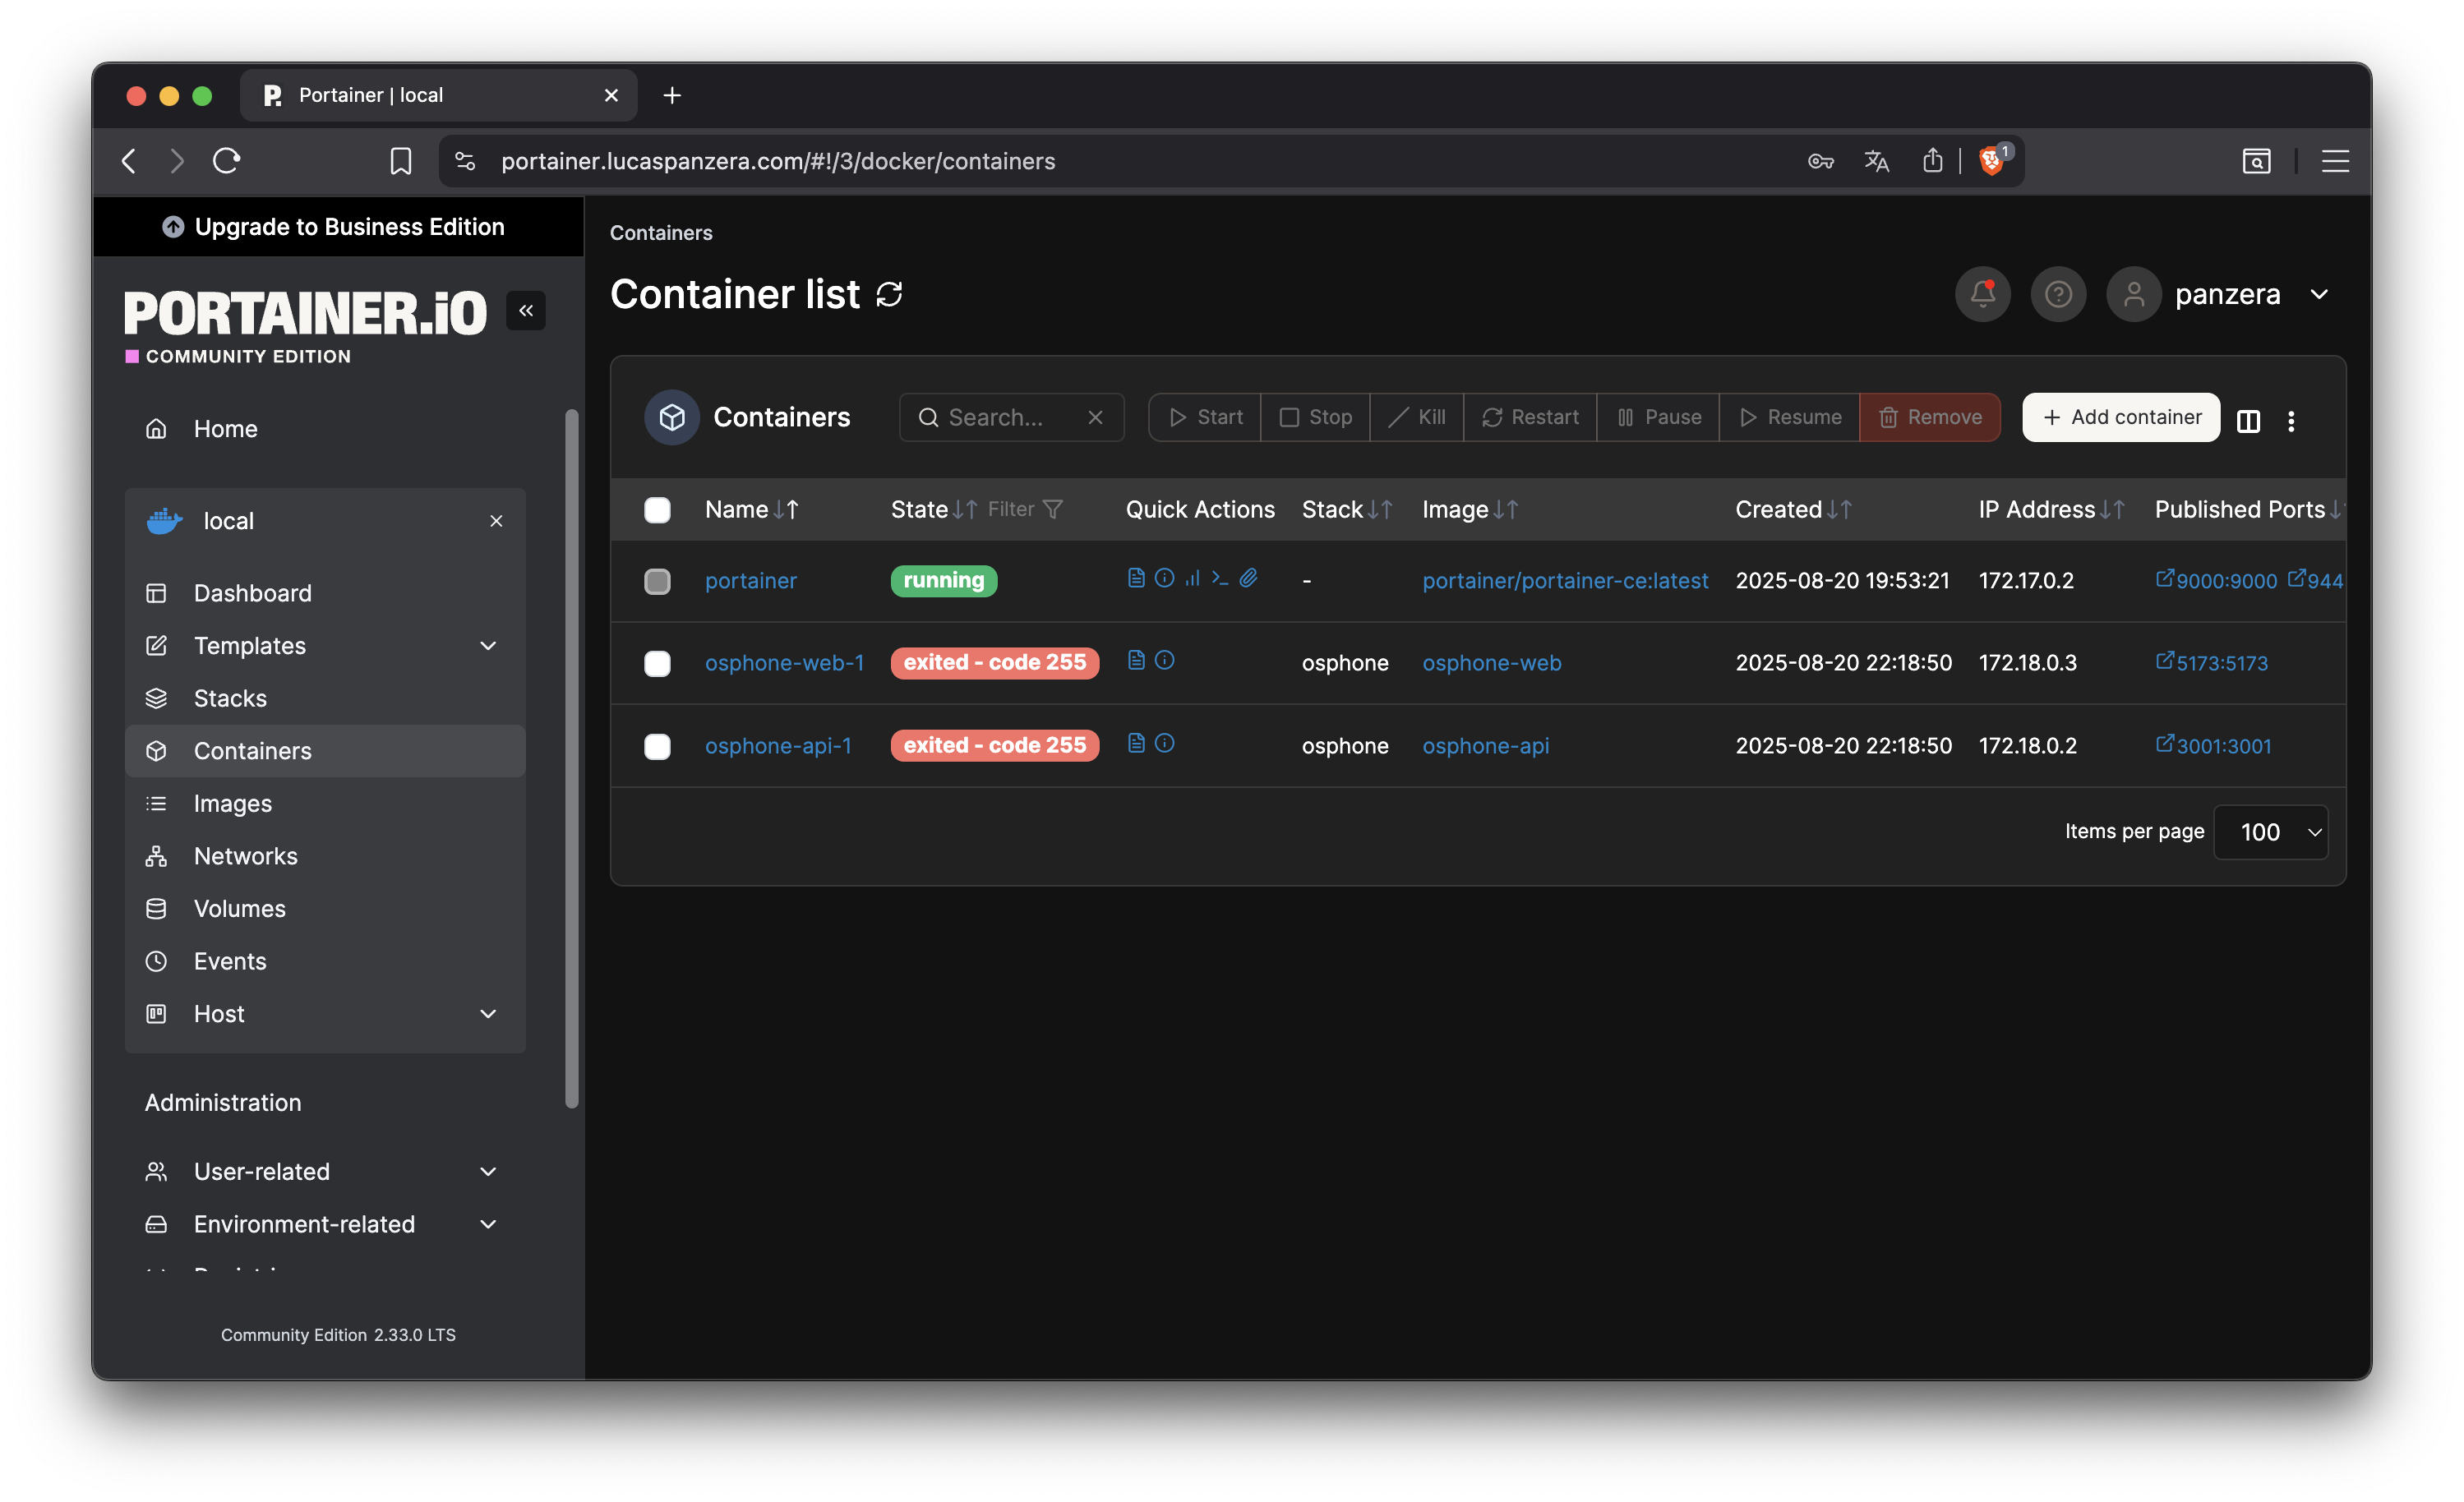 Portainer | local
portainer.lucaspanzera.com/#!/3/docker/containers
1
Upgrade to Business Edition
PORTAINER.iO
COMMUNITY EDITION
Home
local
Dashboard
Templates
Stacks
Containers
Images
Networks
Volumes
Events
Host
Administration
User-related
Environment-related
Community Edition 2.33.0 LTS
Containers
Container list
panzera
Containers Search... Start Stop Kill Restart Pause Resume Remove Add container
Name State Filter Quick Actions Stack Image Created IP Address Published Ports
portainer running - portainer/portainer-ce:latest 2025-08-20 19:53:21 172.17.0.2 9000:9000 944
osphone-web-1 exited - code 255 osphone osphone-web 2025-08-20 22:18:50 172.18.0.3 5173:5173
osphone-api-1 exited - code 255 osphone osphone-api 2025-08-20 22:18:50 172.18.0.2 3001:3001
Items per page 100